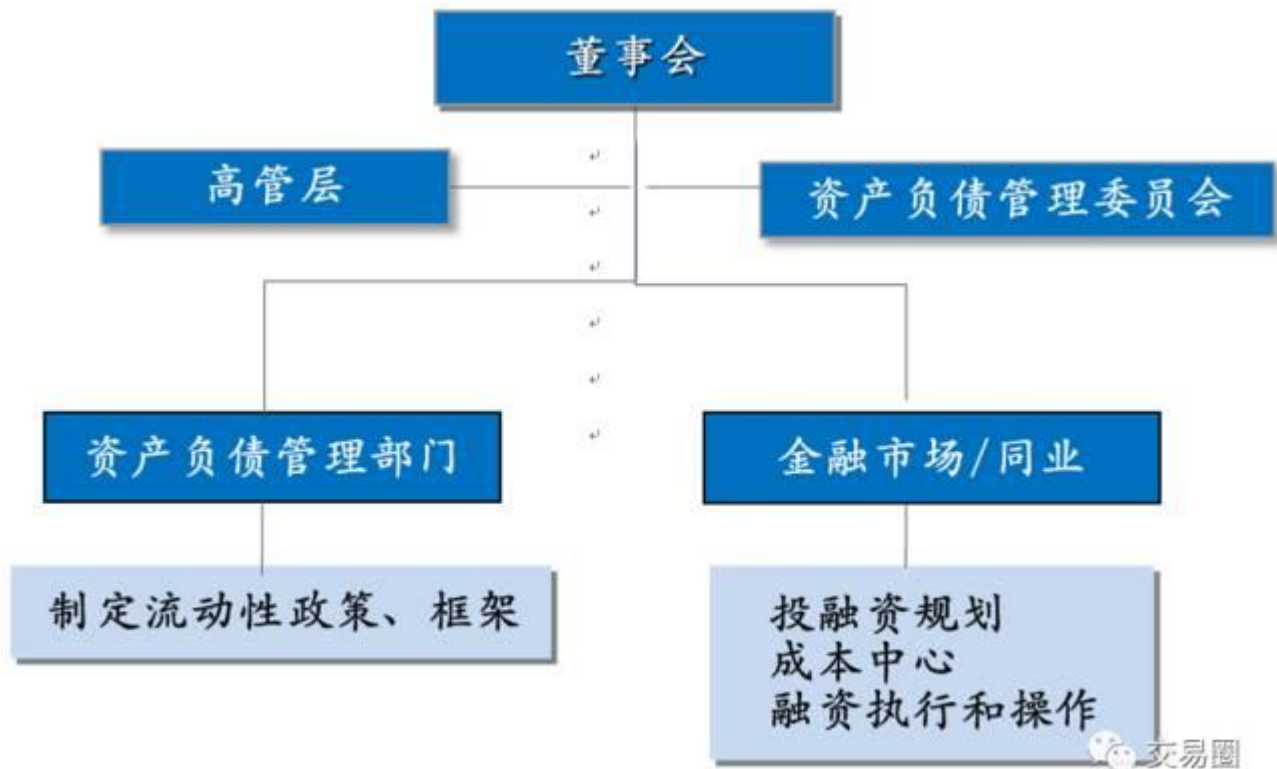 董事会
高管层
资产负债管理委员会
资产负债管理部门
金融市场/同业
制定流动性政策、框架
投融资规划
成本中心
融资执行和操作
交易圈